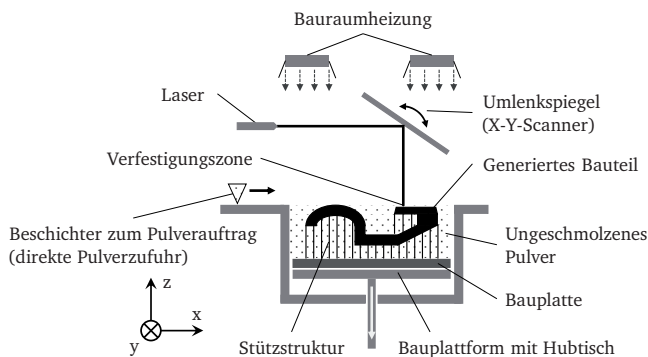 Bauraumheizung
Laser
Umlenkspiegel
(X-Y-Scanner)
Verfestigungszone
Generiertes Bauteil
Beschichter zum Pulverauftrag
(direkte Pulverzufuhr)
Ungeschmolzenes
Pulver
z
x
y
Bauplatte
Stützstruktur
Bauplattform mit Hubtisch